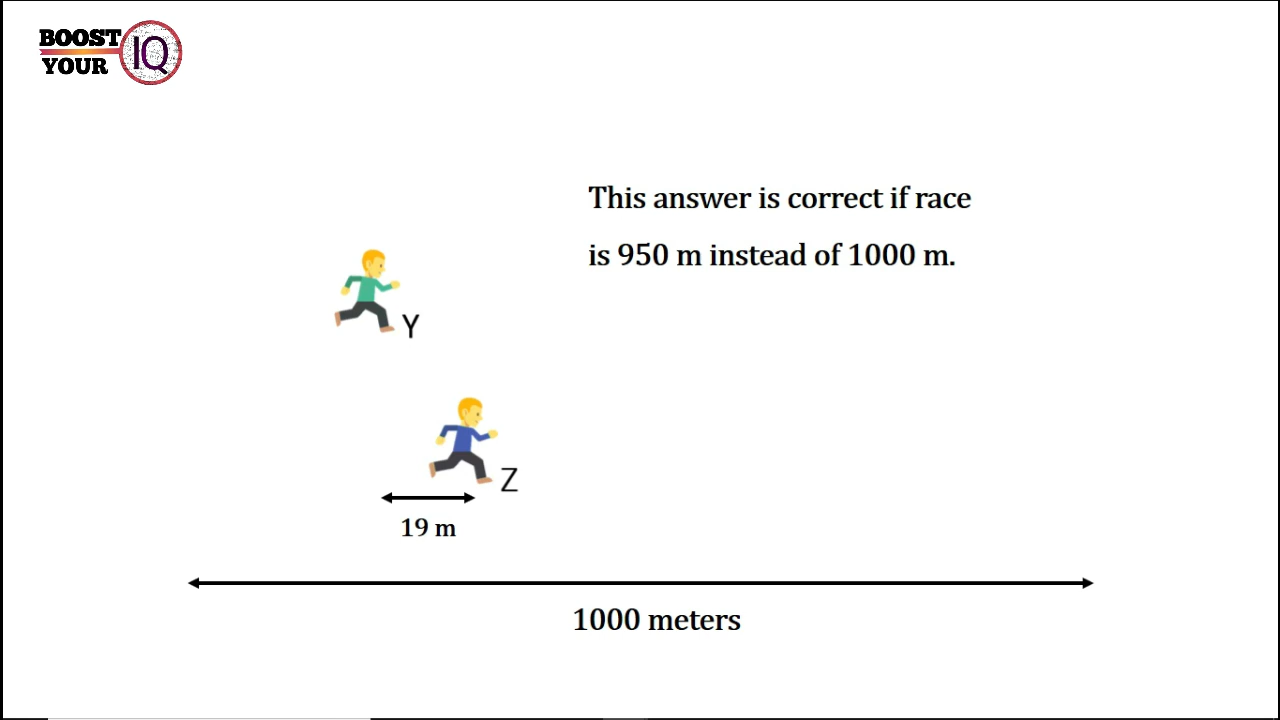 BOOST
YOUR
IQ
This answer is correct if race
is 950 m instead of 1000 m.
Y
Z
19 m
1000 meters